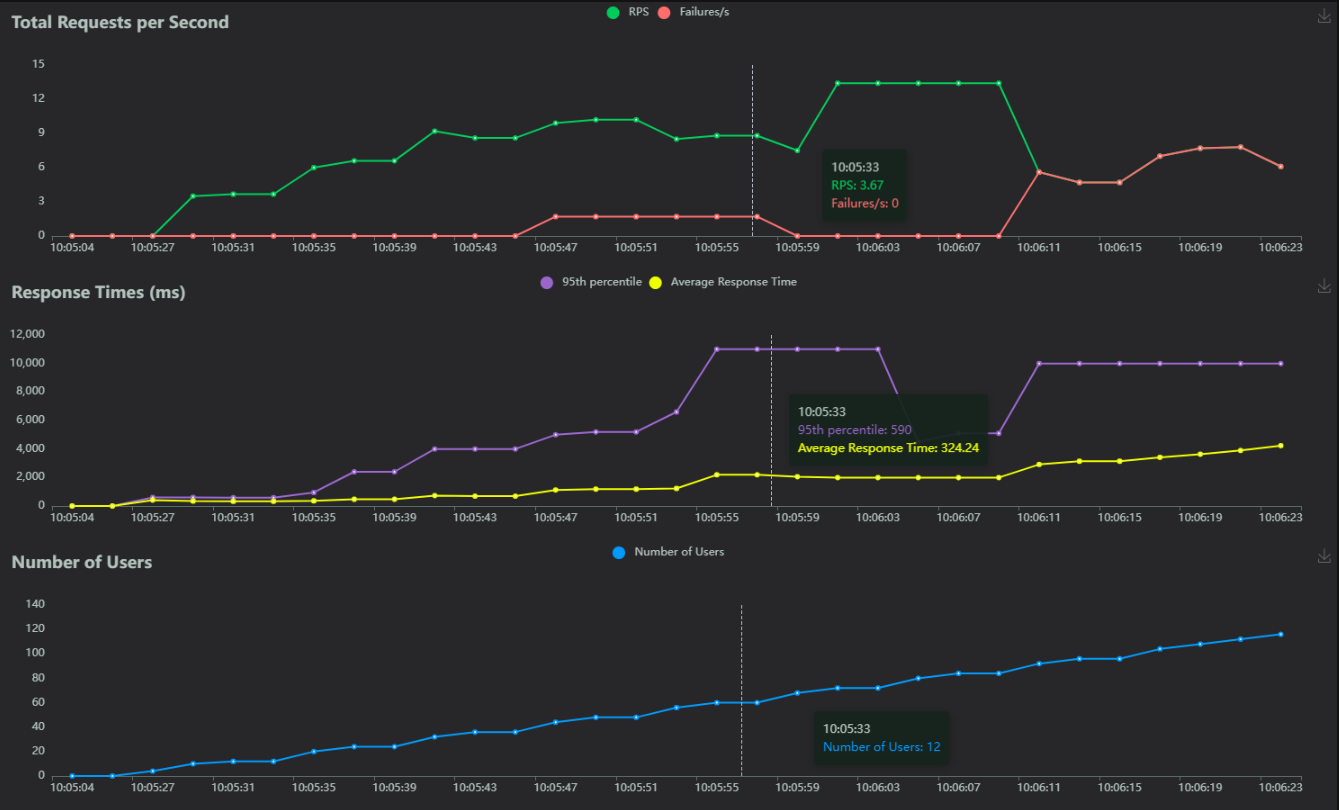 Total Requests per Second
RPS Failures/s
15
12
9
6
3
0
10:05:33
RPS: 3.67
Failures/s: 0
10:05:04 10:05:27 10:05:31 10:05:35 10:05:39 10:05:43 10:05:47 10:05:51 10:05:55 10:05:59 10:06:03 10:06:07 10:06:11 10:06:15 10:06:19 10:06:23
Response Times (ms)
95th percentile Average Response Time
12,000
10,000
8,000
6,000
4,000
2,000
0
10:05:33
95th percentile: 590
Average Response Time: 324.24
10:05:04 10:05:27 10:05:31 10:05:35 10:05:39 10:05:43 10:05:47 10:05:51 10:05:55 10:05:59 10:06:03 10:06:07 10:06:11 10:06:15 10:06:19 10:06:23
Number of Users
Number of Users
140
120
100
80
60
40
20
0
10:05:33
Number of Users: 12
10:05:04 10:05:27 10:05:31 10:05:35 10:05:39 10:05:43 10:05:47 10:05:51 10:05:55 10:05:59 10:06:03 10:06:07 10:06:11 10:06:15 10:06:19 10:06:23